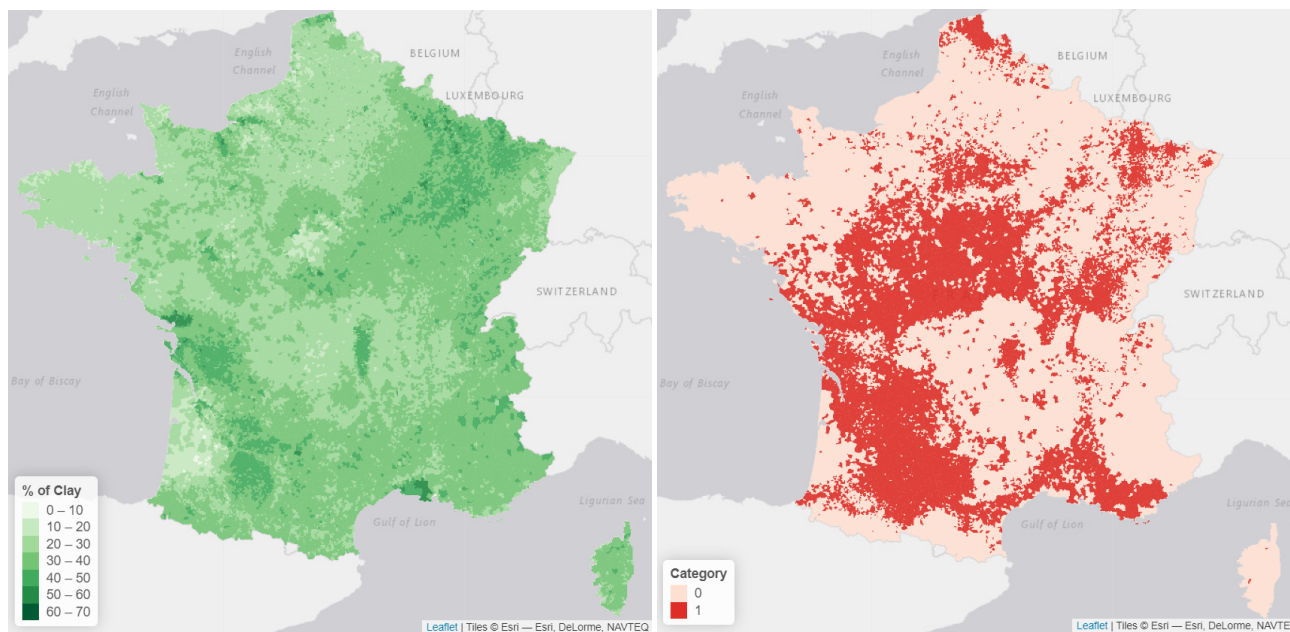 English
Channel
BELGIUM
LUXEMBOURG
English
Channel
SWITZERLAND
Bay of Biscay
Gulf of Lion
Ligurian Sea
% of Clay
0 – 10
10 – 20
20 – 30
30 – 40
40 – 50
50 – 60
60 – 70
Leaflet | Tiles © Esri — Esri, DeLorme, NAVTEQ
English
Channel
BELGIUM
LUXEMBOURG
English
Channel
SWITZERLAND
Bay of Biscay
Gulf of Lion
Ligurian Sea
Category
0
1
Leaflet | Tiles © Esri — Esri, DeLorme, NAVTE